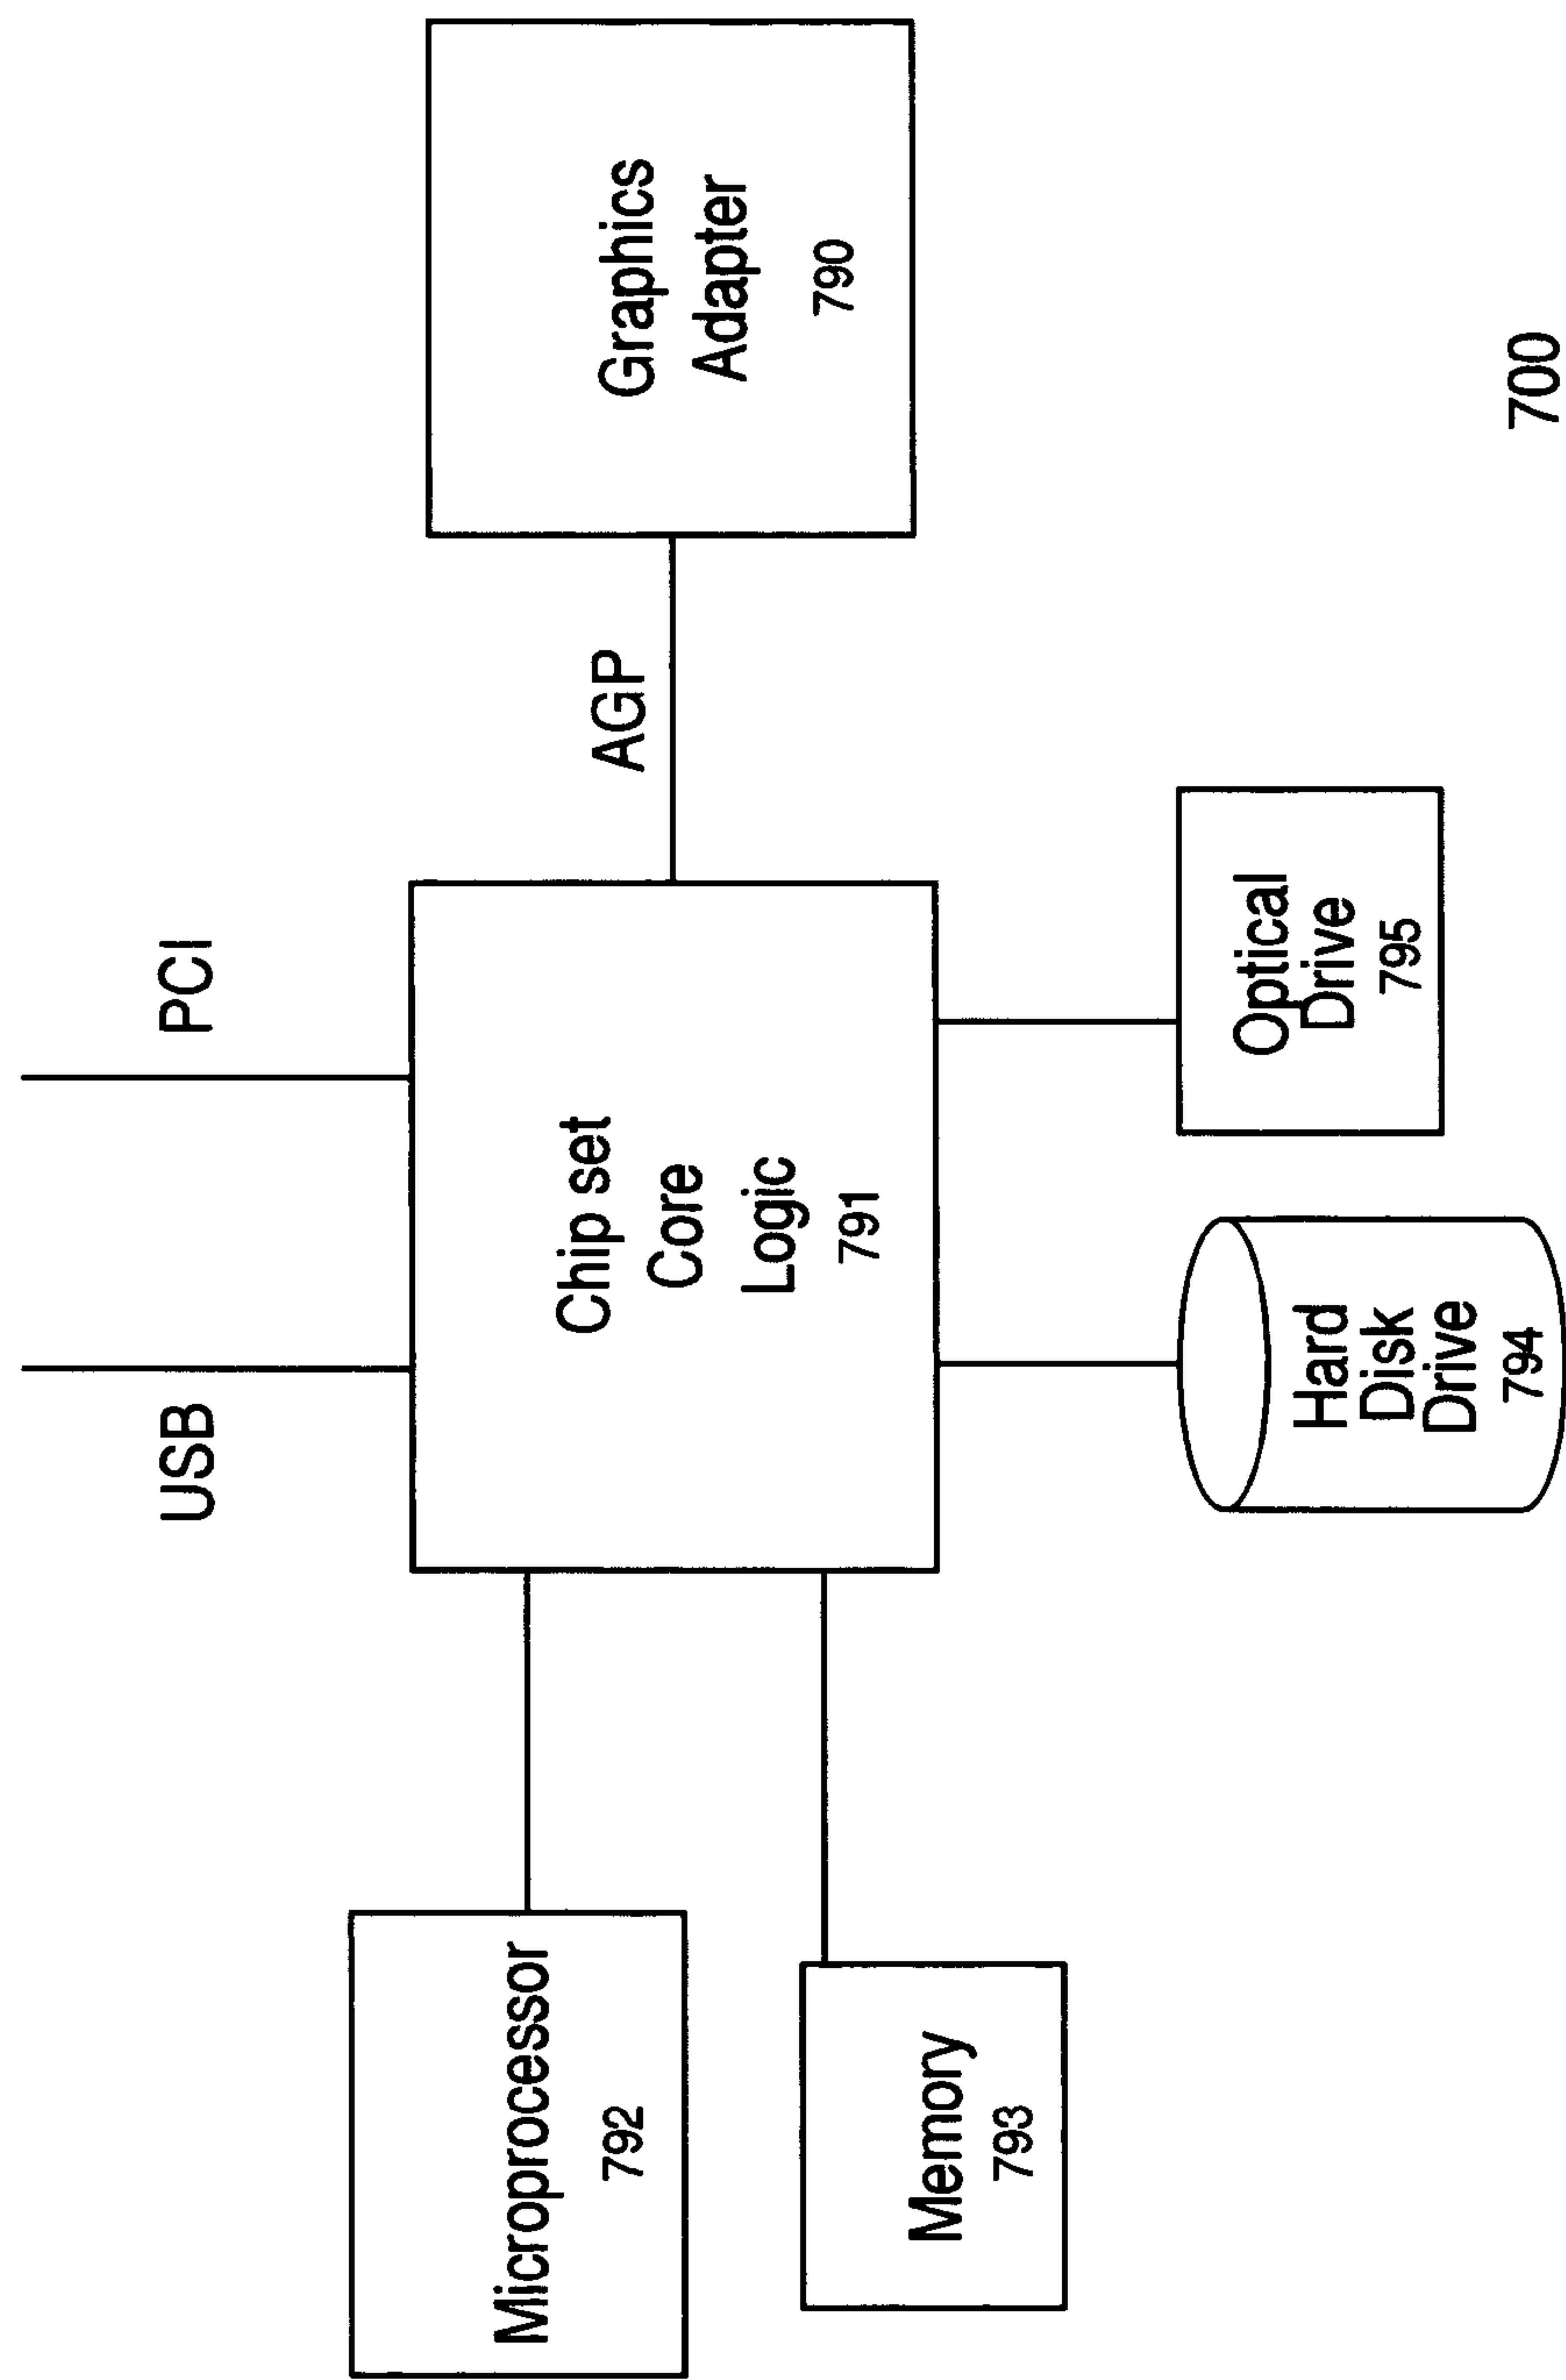 USB
PCI
Microprocessor
792
Memory
793
Chip set
Core
Logic
791
AGP
Graphics
Adapter
790
Hard
Disk
Drive
794
Optical
Drive
795
700